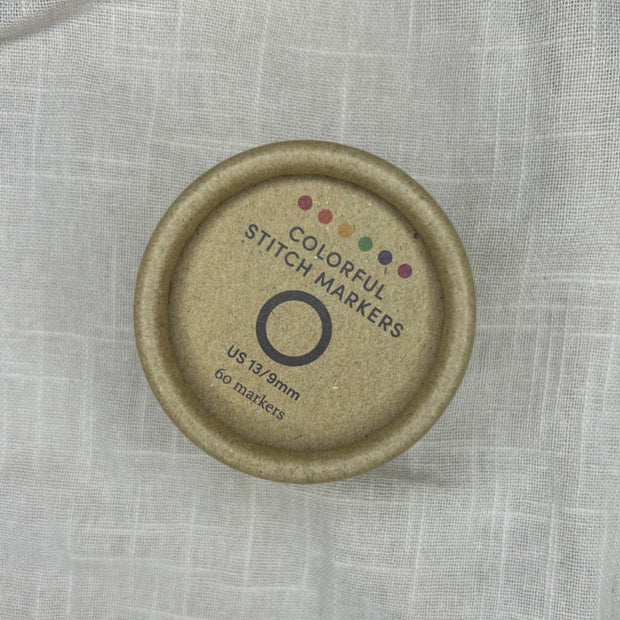 COLORFUL
STITCH MARKERS
US 13/9mm
60 markers